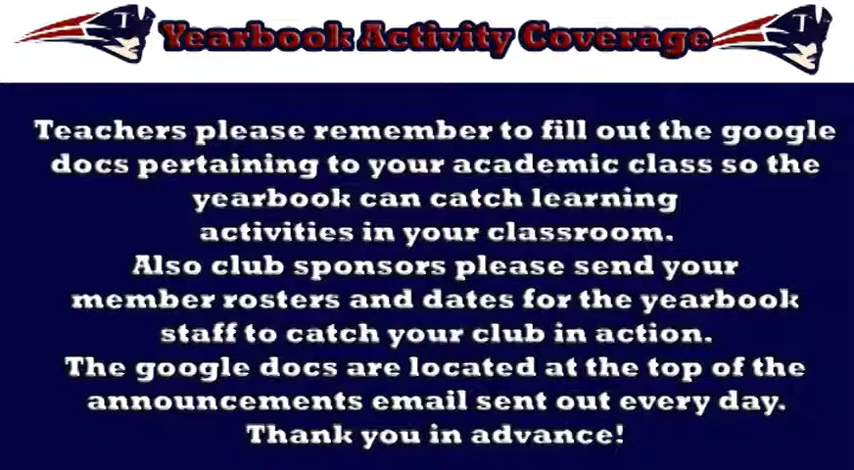 T Yearbook Activity Coverage T
Teachers please remember to fill out the google
docs pertaining to your academic class so the
yearbook can catch learning
activities in your classroom.
Also club sponsors please send your
member rosters and dates for the yearbook
staff to catch your club in action.
The google docs are located at the top of the
announcements email sent out every day.
Thank you in advance!